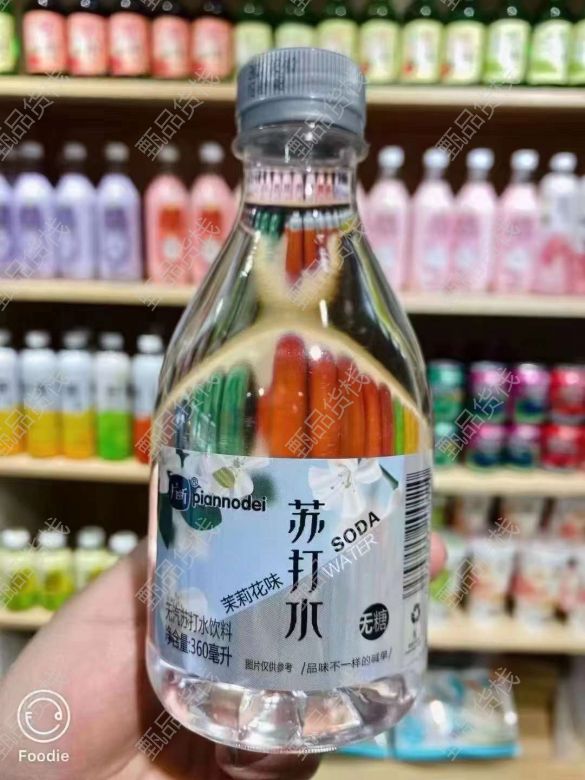 piannodei
苏打水
SODA
WATER
茉莉花味
无汽苏打水饮料
净含量:360毫升
图片仅供参考
/品味不一样的碱单/
无糖
Foodie
甄品货栈